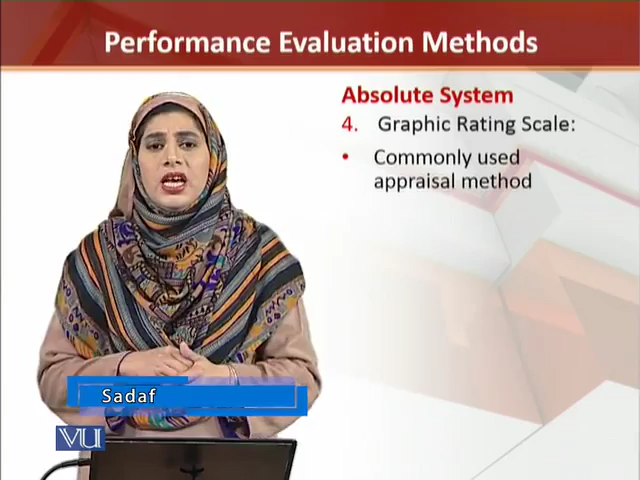 Performance Evaluation Methods
Absolute System
4. Graphic Rating Scale:
• Commonly used
appraisal method
Sadaf
VU